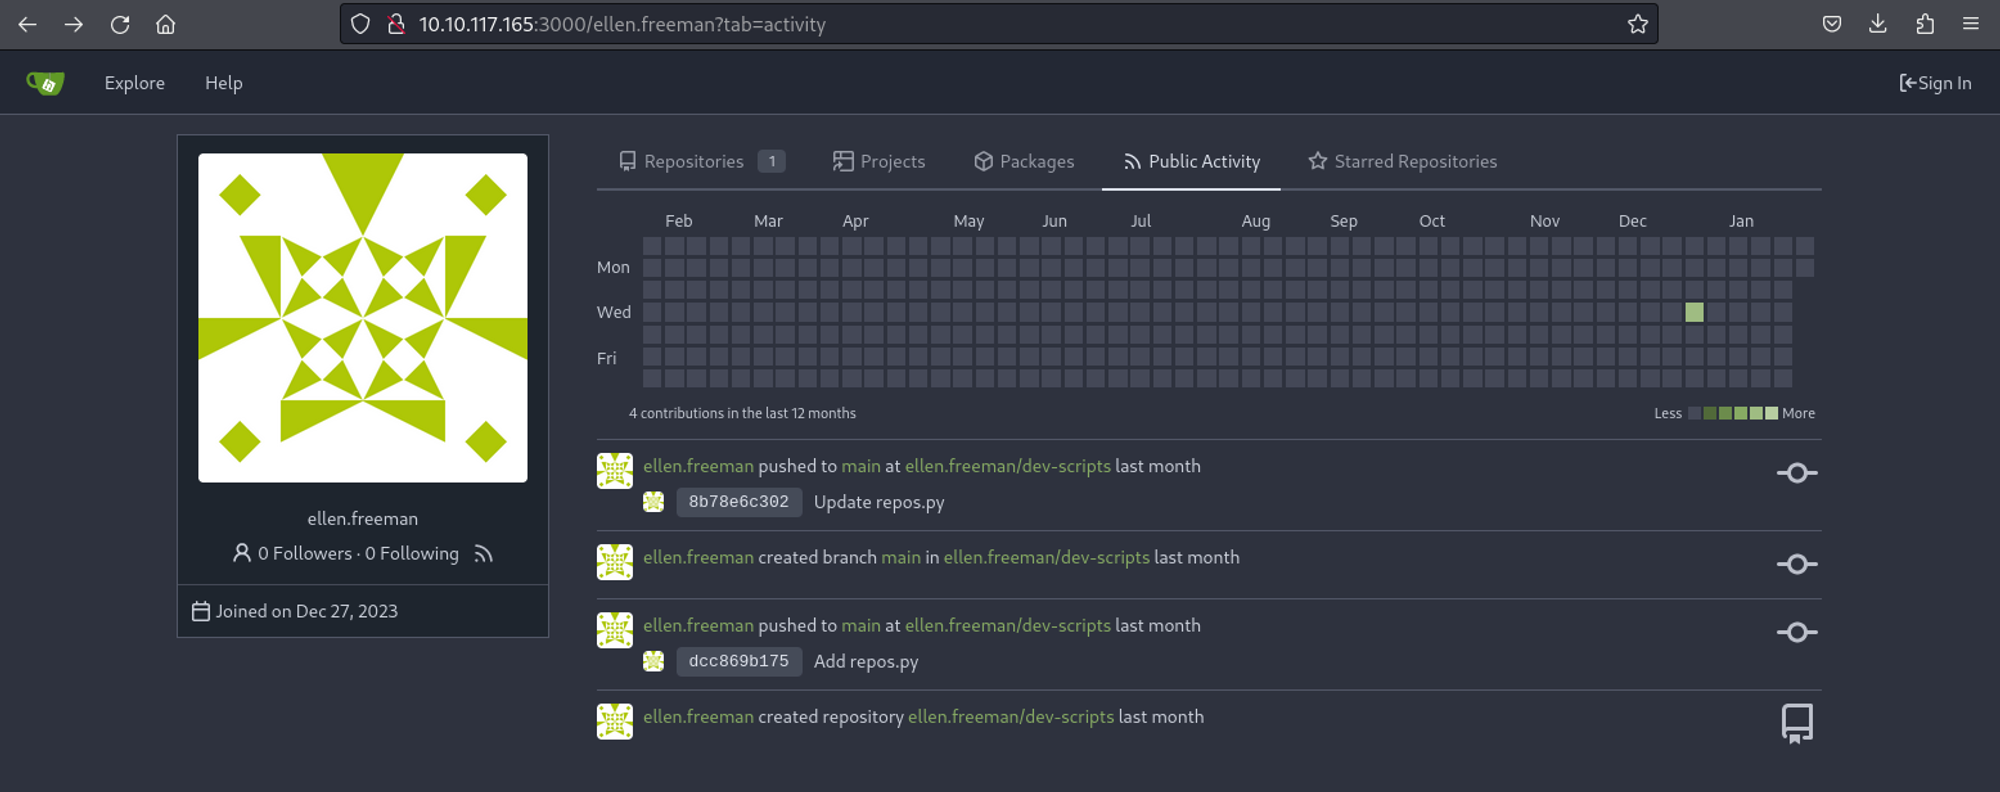 10.10.117.165:3000/ellen.freeman?tab=activity
Explore Help Sign In
Repositories 1 Projects Packages Public Activity Starred Repositories
Feb Mar Apr May Jun Jul Aug Sep Oct Nov Dec Jan
Mon
Wed
Fri
4 contributions in the last 12 months Less More
ellen.freeman
0 Followers · 0 Following
Joined on Dec 27, 2023
ellen.freeman pushed to main at ellen.freeman/dev-scripts last month
8b78e6c302 Update repos.py
ellen.freeman created branch main in ellen.freeman/dev-scripts last month
ellen.freeman pushed to main at ellen.freeman/dev-scripts last month
dcc869b175 Add repos.py
ellen.freeman created repository ellen.freeman/dev-scripts last month